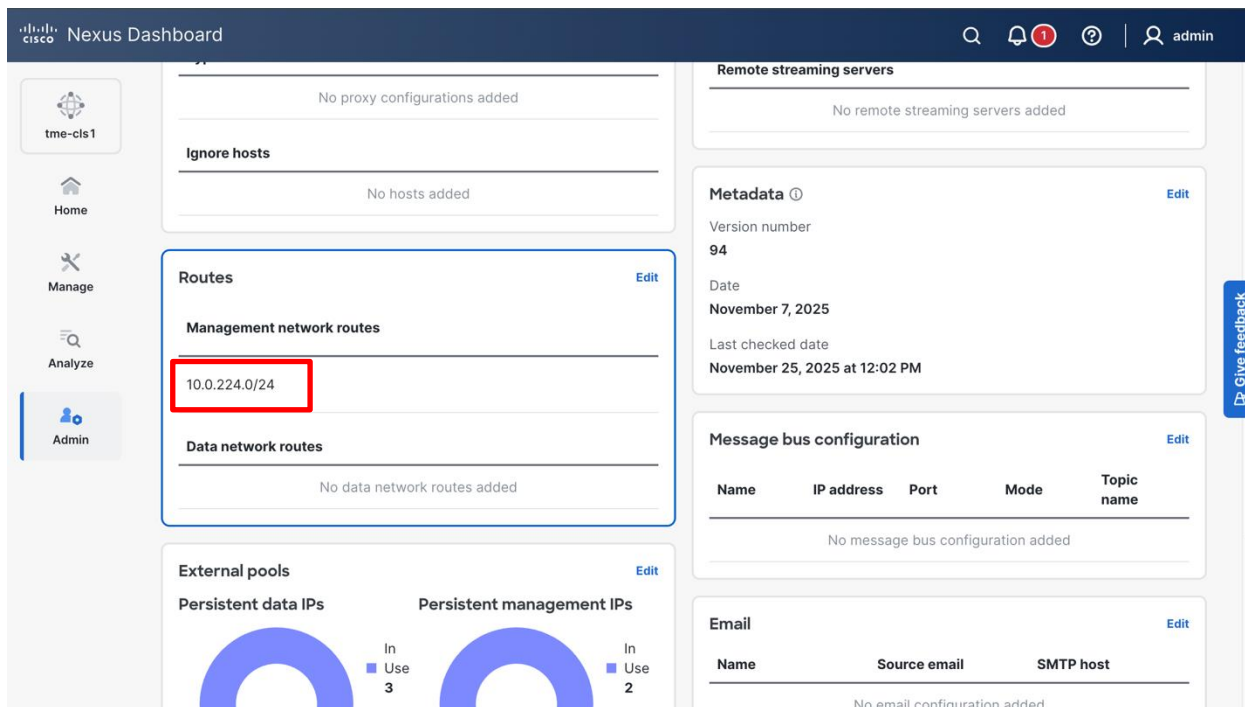 cisco Nexus Dashboard
1
admin
tme-cls1
Home
Manage
Analyze
Admin
No proxy configurations added
Ignore hosts
No hosts added
Routes
Edit
Management network routes
10.0.224.0/24
Data network routes
No data network routes added
External pools
Edit
Persistent data IPs
In
Use
3
Persistent management IPs
In
Use
2
Remote streaming servers
No remote streaming servers added
Metadata
Edit
Version number
94
Date
November 7, 2025
Last checked date
November 25, 2025 at 12:02 PM
Message bus configuration
Edit
Name IP address Port Mode Topic name
No message bus configuration added
Email
Edit
Name Source email SMTP host
No email configuration added
Give feedback